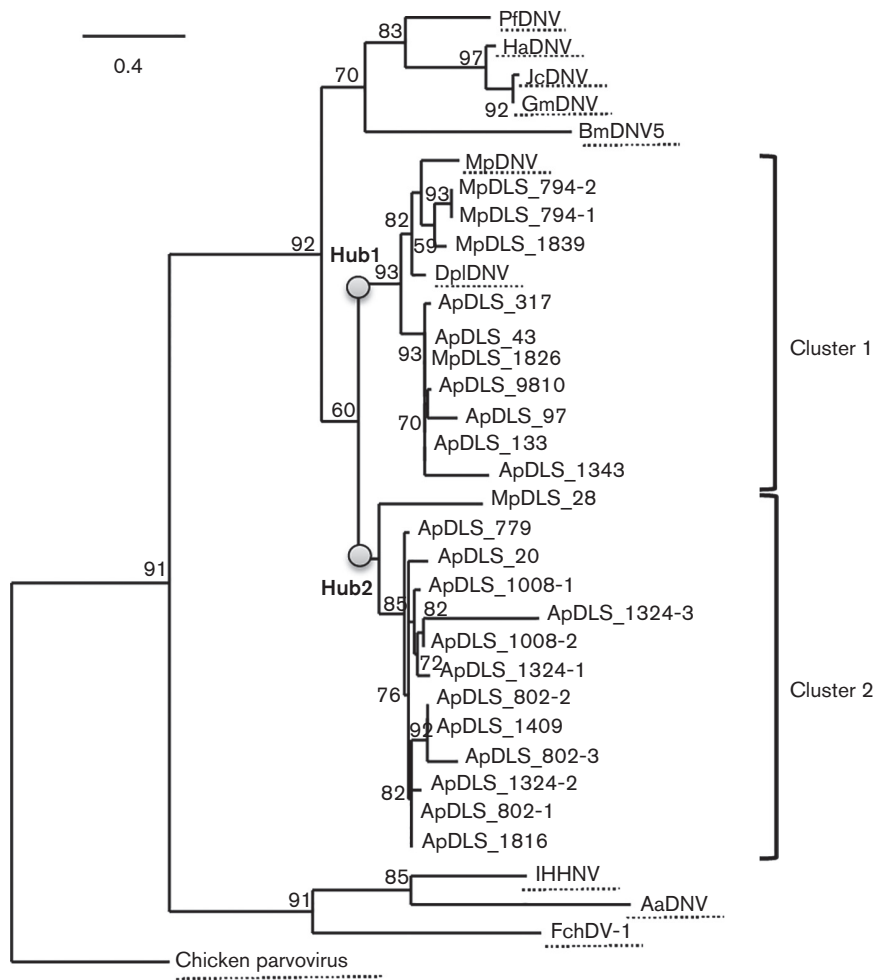 0.4
83
PfDNV
HaDNV
97
JcDNV
70
92
GmDNV
BmDNV5
MpDNV
93
MpDLS_794-2
MpDLS_794-1
82
59
MpDLS_1839
92
Hub1
93
DplDNV
ApDLS_317
ApDLS_43
93
MpDLS_1826
Cluster 1
ApDLS_9810
60
ApDLS_97
70
ApDLS_133
ApDLS_1343
MpDLS_28
ApDLS_779
ApDLS_20
91
Hub2
ApDLS_1008-1
85
82
ApDLS_1324-3
ApDLS_1008-2
72
ApDLS_1324-1
76
ApDLS_802-2
Cluster 2
92
ApDLS_1409
ApDLS_802-3
82
ApDLS_1324-2
ApDLS_802-1
ApDLS_1816
85
IHHNV
91
AaDNV
FchDV-1
Chicken parvovirus